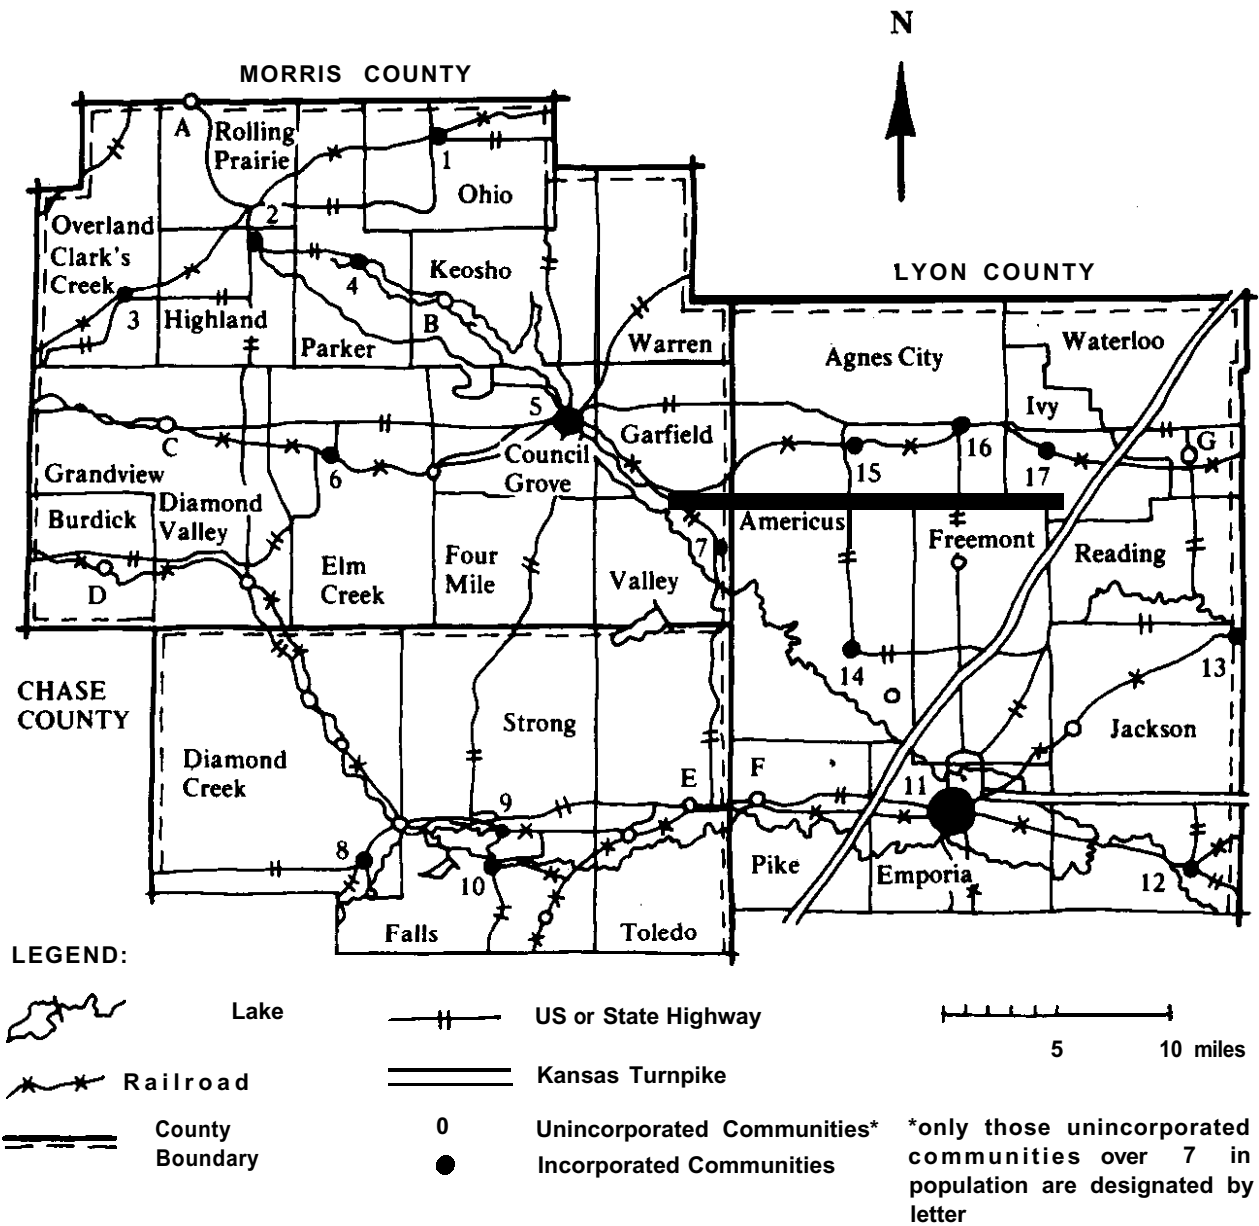 N
MORRIS COUNTY
A
Rolling
Prairie
1
Ohio
2
Overland
Clark's
Creek
4
Keosho
LYON COUNTY
3
Highland
B
Parker
Warren
Agnes City
Waterloo
5
Ivy
C
Garfield
16
G
Council
Grove
6
15
17
Grandview
Diamond
Valley
Burdick
Americus
Freemont
7
Reading
D
Elm
Creek
Four
Mile
Valley
14
13
CHASE
COUNTY
Strong
Jackson
Diamond
Creek
E
F
11
9
8
10
Pike
Emporia
12
Falls
Toledo
LEGEND:
Lake
US or State Highway
5
10 miles
Railroad
Kansas Turnpike
County
Boundary
0
Unincorporated Communities*
Incorporated Communities
*only those unincorporated
communities over 7 in
population are designated by
letter